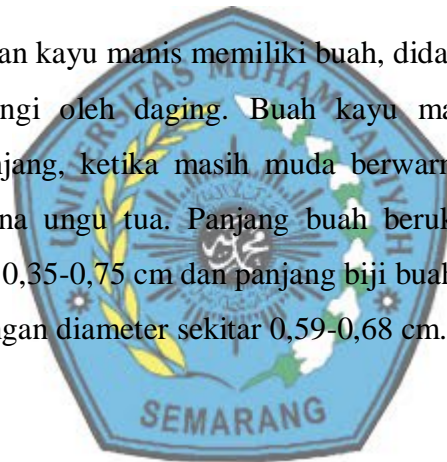 an kayu manis memiliki buah, dida
ngi oleh daging. Buah kayu ma
njang, ketika masih muda berwarn
na ungu tua. Panjang buah beruk
0,35-0,75 cm dan panjang biji buah
ngan diameter sekitar 0,59-0,68 cm.
UNIVERSITAS MUHAMMADIYAH
SEMARANG